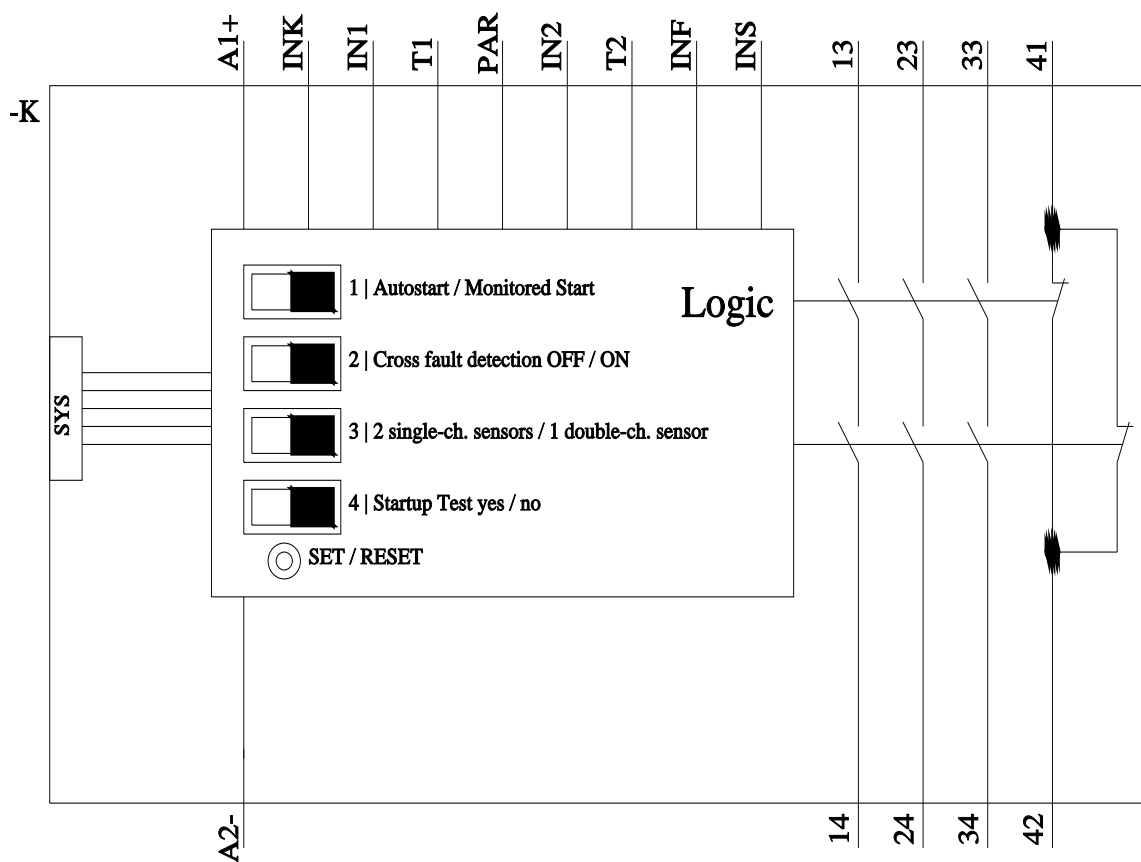 A1+
INK
IN1
T1
PAR
IN2
T2
INF
INS
13
23
33
41
-K
1 | Autostart / Monitored Start
Logic
2 | Cross fault detection OFF / ON
SYS
3 | 2 single-ch. sensors / 1 double-ch. sensor
4 | Startup Test yes / no
SET / RESET
A2-
14
24
34
42